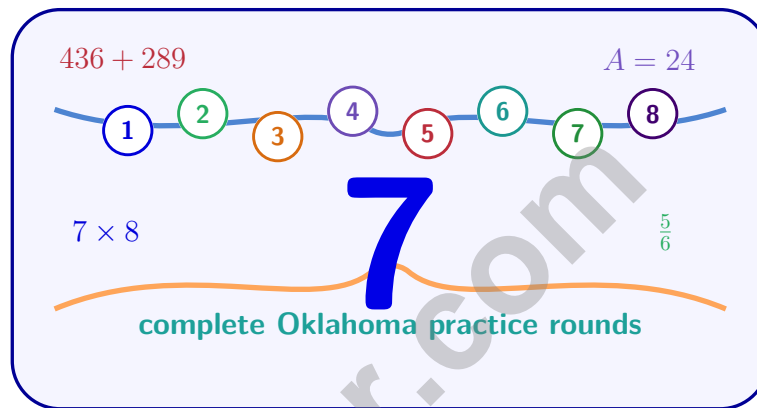 436 + 289
A = 24
1 2 3 4 5 6 7 8
7
7 × 8
5/6
complete Oklahoma practice rounds
r.com